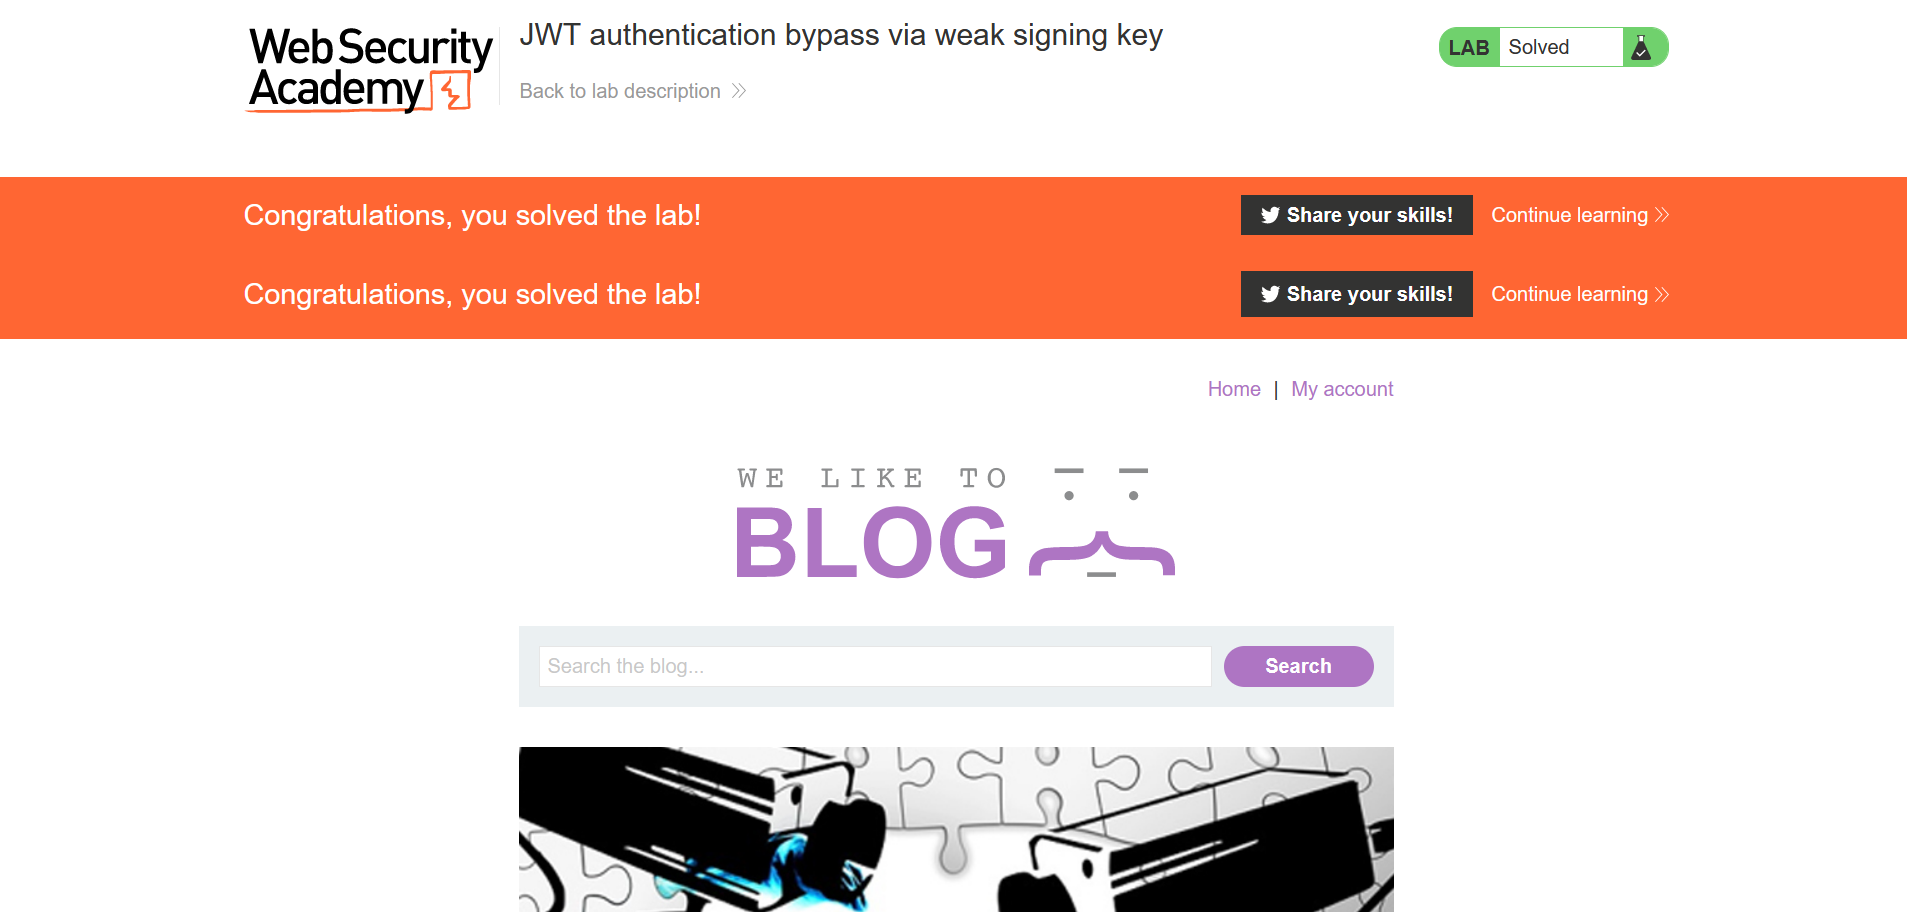 Web Security
Academy
JWT authentication bypass via weak signing key
Back to lab description
LAB Solved
Congratulations, you solved the lab!
Share your skills! Continue learning
Congratulations, you solved the lab!
Share your skills! Continue learning
Home | My account
WE LIKE TO
BLOG
Search the blog...
Search